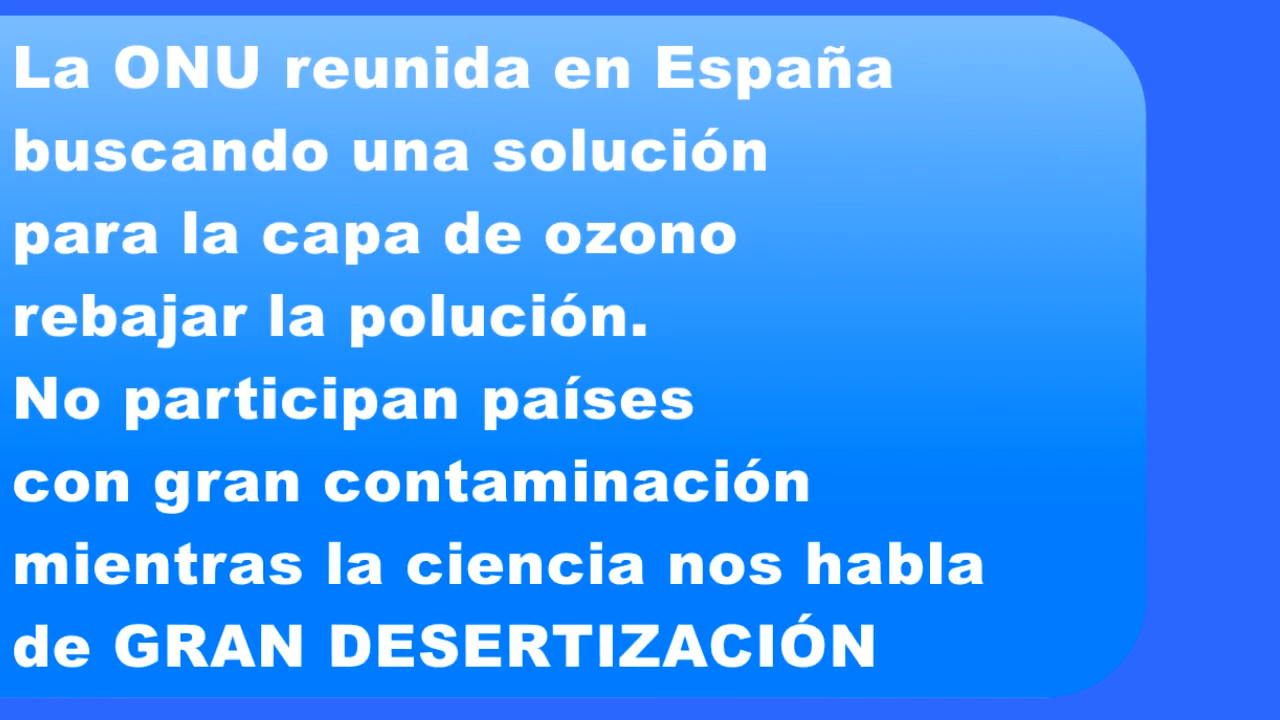 La ONU reunida en España
buscando una solución
para la capa de ozono
rebajar la polución.
No participan países
con gran contaminación
mientras la ciencia nos habla
de GRAN DESERTIZACIÓN